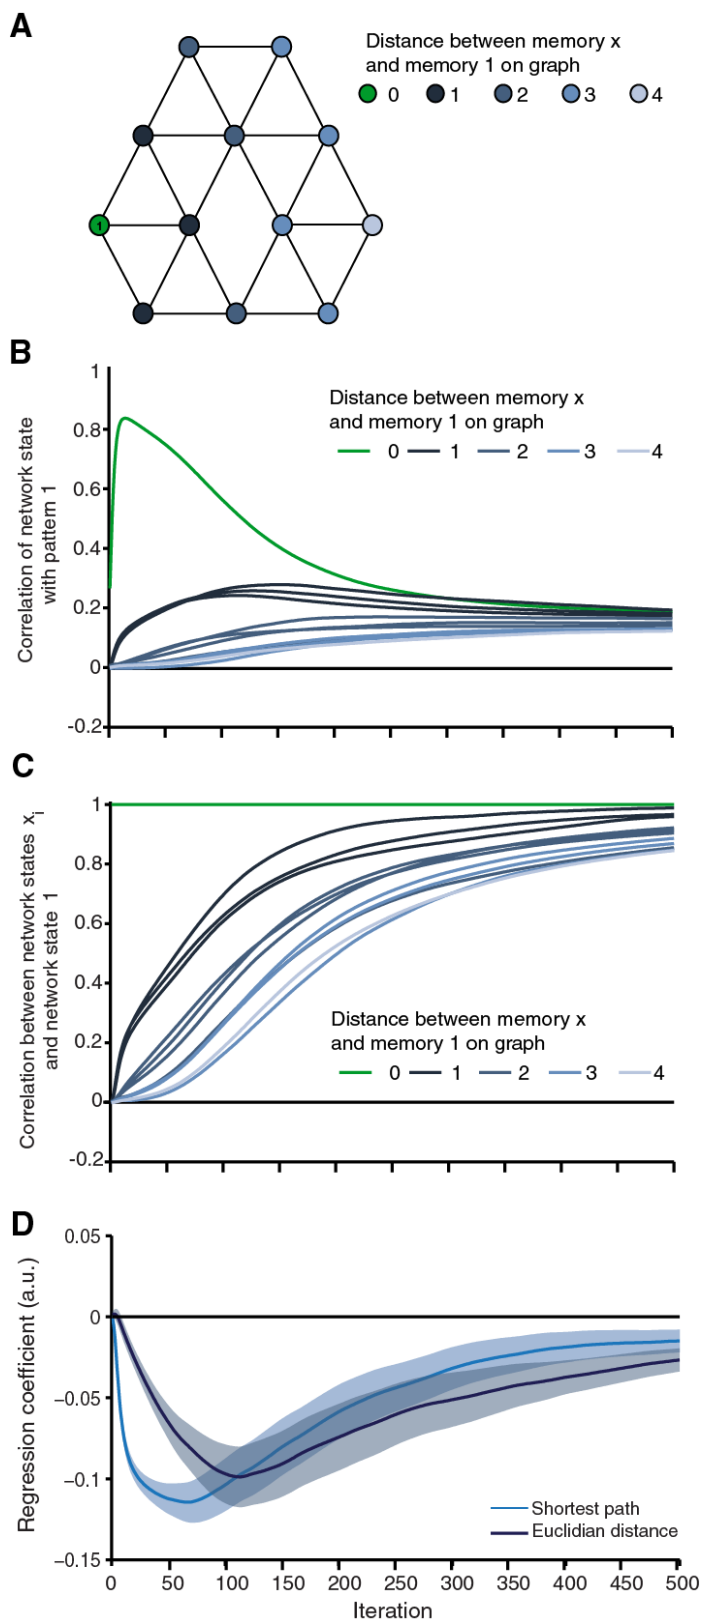 A
Distance between memory x
and memory 1 on graph
0 1 2 3 4
1
B
Correlation of network state
with pattern 1
1
0.8
0.6
0.4
0.2
0
-0.2
Distance between memory x
and memory 1 on graph
0 1 2 3 4
C
Correlation between network states xi
and network state 1
1
0.8
0.6
0.4
0.2
0
-0.2
Distance between memory x
and memory 1 on graph
0 1 2 3 4
D
Regression coefficient (a.u.)
0.05
0
−0.05
−0.1
−0.15
Shortest path
Euclidian distance
0 50 100 150 200 250 300 350 400 450 500
Iteration